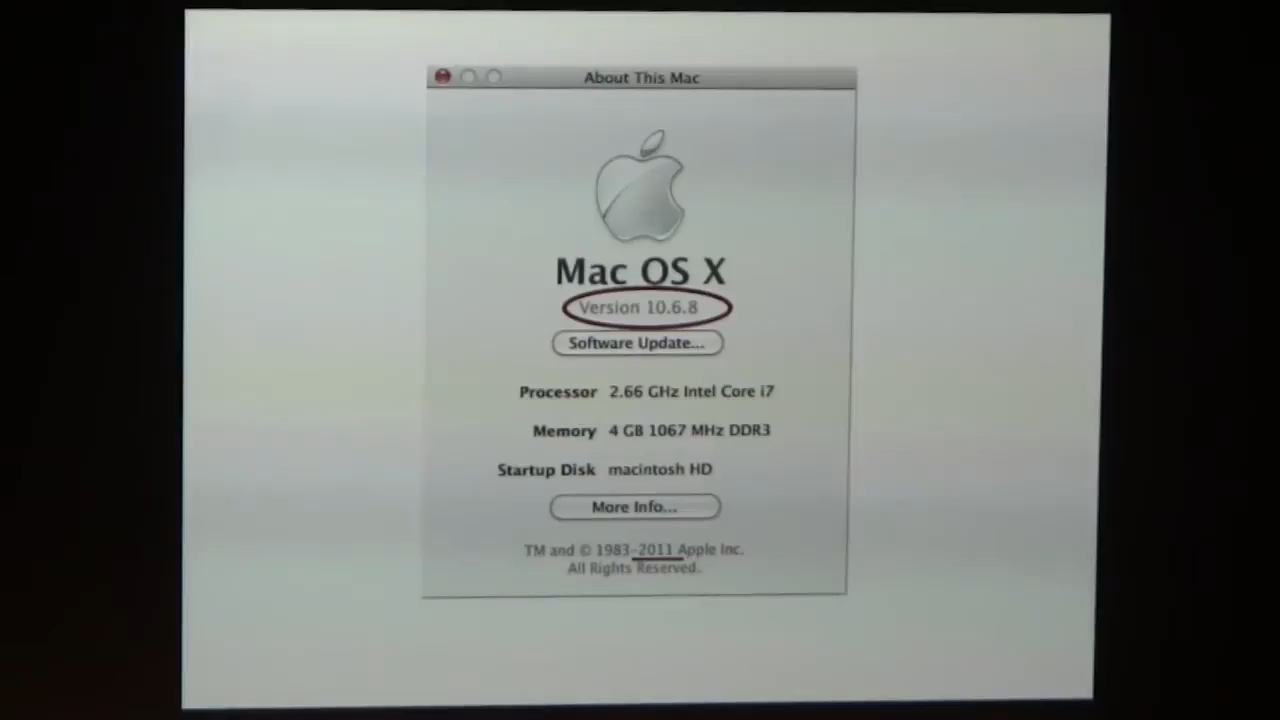 About This Mac
Mac OS X
Version 10.6.8
Software Update...
Processor 2.66 GHz Intel Core i7
Memory 4 GB 1067 MHz DDR3
Startup Disk macintosh HD
More Info...
TM and © 1983-2011 Apple Inc.
All Rights Reserved.